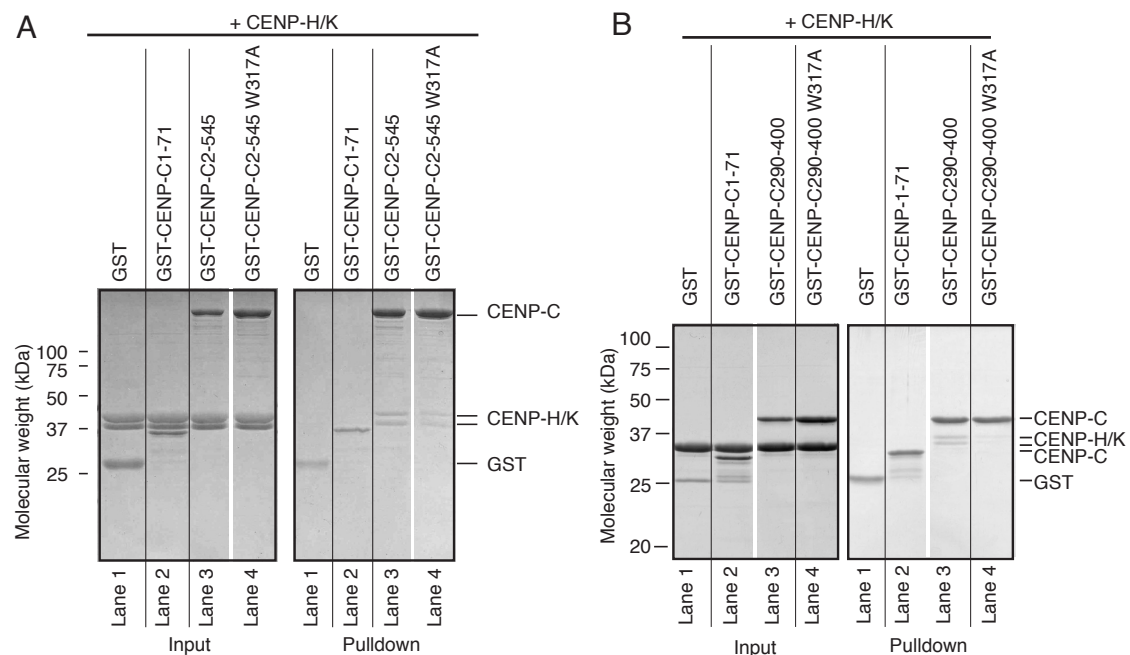 A
+ CENP-H/K
GST
GST-CENP-C1-71
GST-CENP-C2-545
GST-CENP-C2-545 W317A
GST
GST-CENP-C1-71
GST-CENP-C2-545
GST-CENP-C2-545 W317A
Molecular weight (kDa)
100
75
50
37
25
CENP-C
CENP-H/K
GST
Lane 1
Lane 2
Lane 3
Lane 4
Lane 1
Lane 2
Lane 3
Lane 4
Input
Pulldown
B
+ CENP-H/K
GST
GST-CENP-C1-71
GST-CENP-C290-400
GST-CENP-C290-400 W317A
GST
GST-CENP-1-71
GST-CENP-C290-400
GST-CENP-C290-400 W317A
Molecular weight (kDa)
100
75
50
37
25
20
CENP-C
CENP-H/K
CENP-C
GST
Lane 1
Lane 2
Lane 3
Lane 4
Lane 1
Lane 2
Lane 3
Lane 4
Input
Pulldown